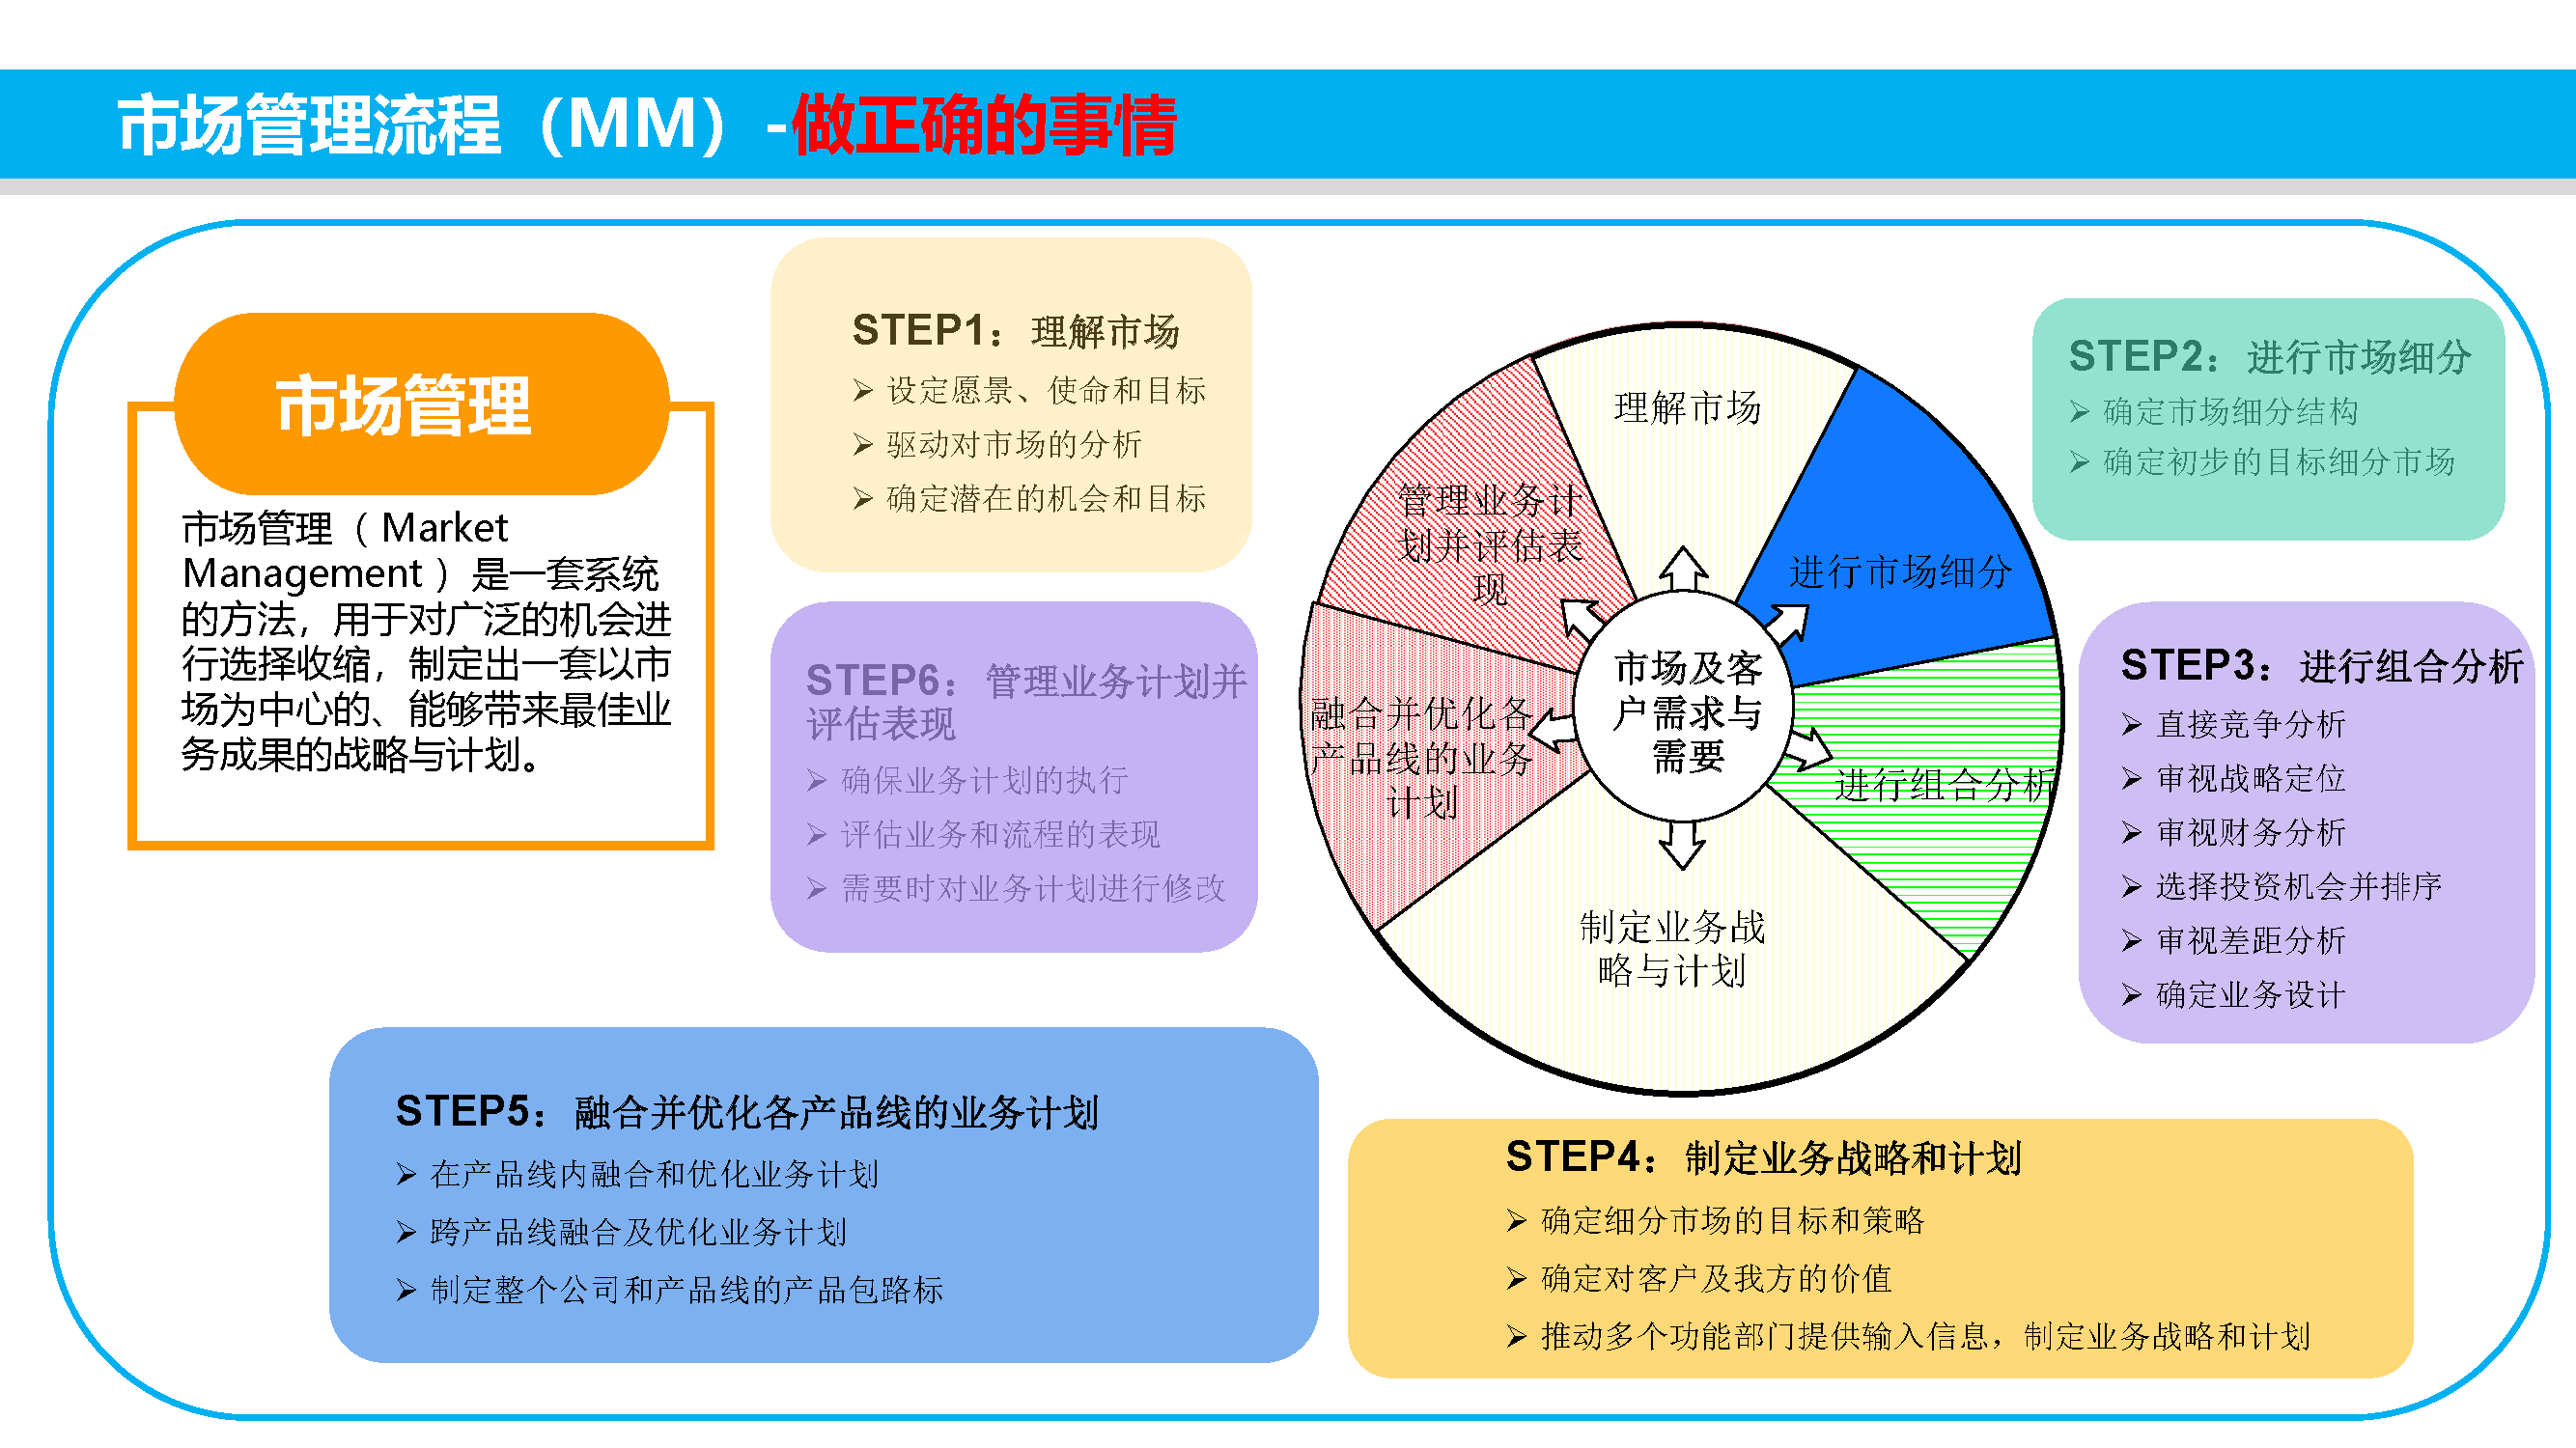 市场管理流程（MM）-做正确的事情
市场管理
市场管理（ Market
Management ）是一套系统
的方法，用于对广泛的机会进
行选择收缩，制定出一套以市
场为中心的、能够带来最佳业
务成果的战略与计划。
STEP1：理解市场
➢ 设定愿景、使命和目标
➢ 驱动对市场的分析
➢ 确定潜在的机会和目标
STEP6：管理业务计划并
评估表现
➢ 确保业务计划的执行
➢ 评估业务和流程的表现
➢ 需要时对业务计划进行修改
理解市场
管理业务计
划并评估表
现
进行市场细分
市场及客
户需求与
需要
融合并优化各
产品线的业务
计划
进行组合分析
制定业务战
略与计划
STEP2：进行市场细分
➢ 确定市场细分结构
➢ 确定初步的目标细分市场
STEP3：进行组合分析
➢ 直接竞争分析
➢ 审视战略定位
➢ 审视财务分析
➢ 选择投资机会并排序
➢ 审视差距分析
➢ 确定业务设计
STEP5：融合并优化各产品线的业务计划
➢ 在产品线内融合和优化业务计划
➢ 跨产品线融合及优化业务计划
➢ 制定整个公司和产品线的产品包路标
STEP4：制定业务战略和计划
➢ 确定细分市场的目标和策略
➢ 确定对客户及我方的价值
➢ 推动多个功能部门提供输入信息，制定业务战略和计划